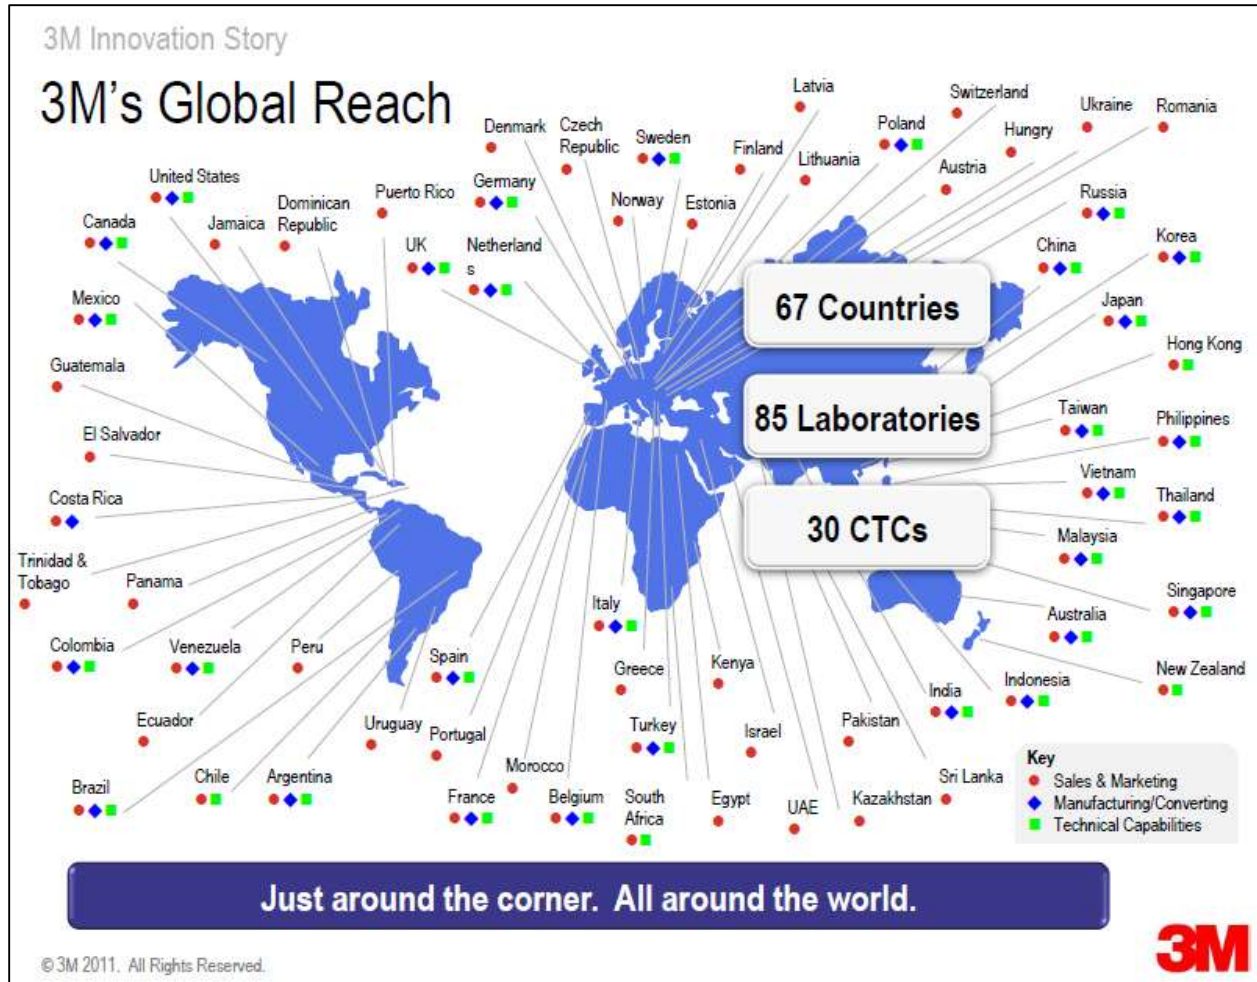 3M Innovation Story
3M's Global Reach
Latvia
Switzerland
Ukraine
Romania
Denmark
Czech
Republic
Sweden
Finland
Lithuania
Poland
Hungry
Austria
United States
Dominican
Republic
Puerto Rico
Germany
Norway
Estonia
Russia
Canada
Jamaica
UK
Netherland
s
China
Korea
Mexico
67 Countries
Japan
Hong Kong
Guatemala
85 Laboratories
Taiwan
Philippines
El Salvador
Vietnam
Costa Rica
30 CTCs
Thailand
Malaysia
Trinidad &
Tobago
Panama
Singapore
Italy
Australia
Colombia
Venezuela
Peru
Spain
Greece
Kenya
Indonesia
New Zealand
India
Ecuador
Uruguay
Portugal
Turkey
Israel
Pakistan
Brazil
Chile
Argentina
Morocco
France
Belgium
South
Africa
Egypt
UAE
Kazakhstan
Sri Lanka
Key
Sales & Marketing
Manufacturing/Converting
Technical Capabilities
Just around the corner. All around the world.
© 3M 2011. All Rights Reserved.
3M